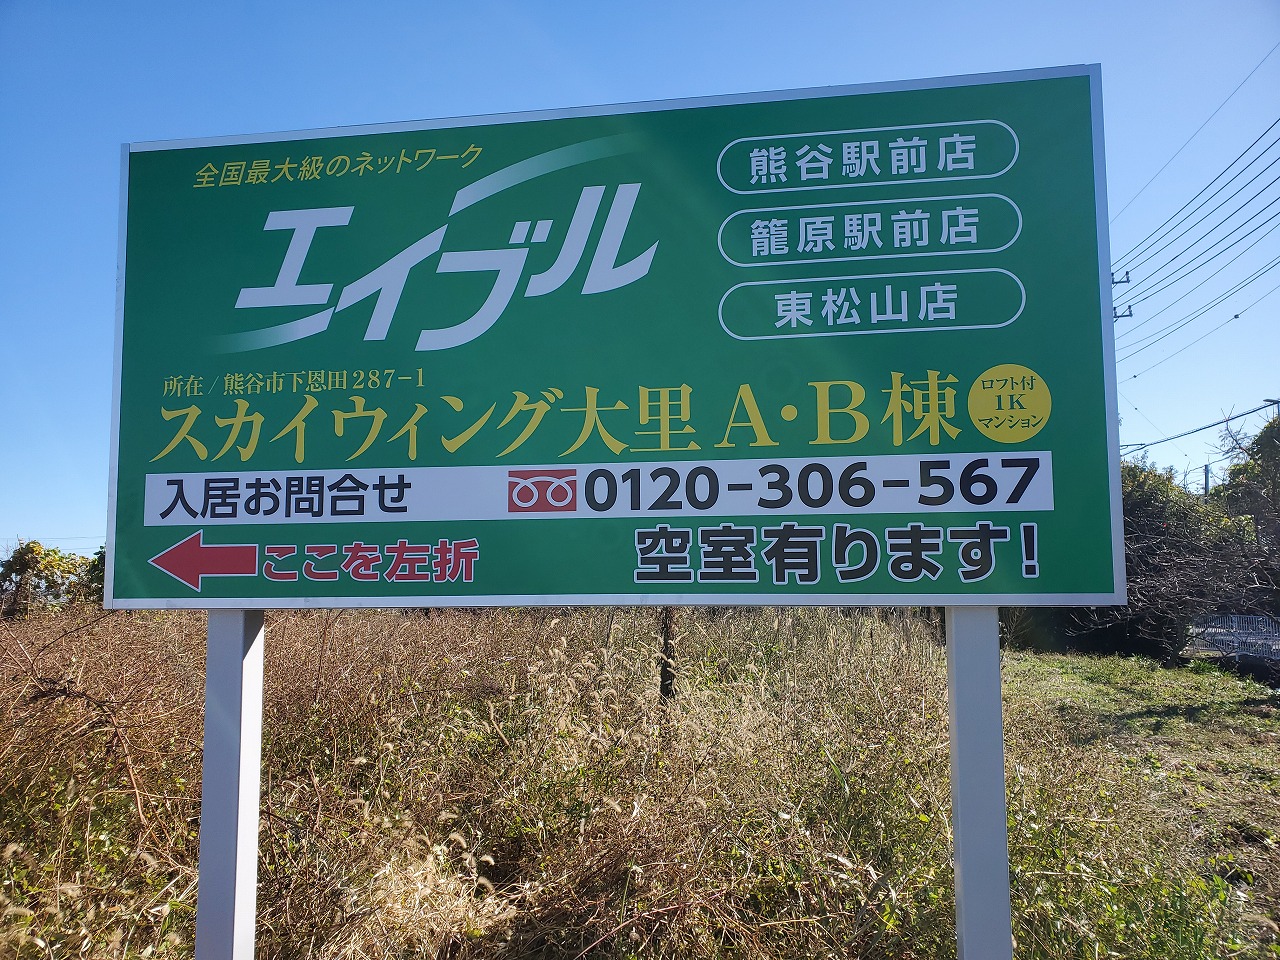 全国最大級のネットワーク
エイブル
熊谷駅前店
籠原駅前店
東松山店
所在/熊谷市下恩田287-1
スカイウィング大里A・B棟
ロフト付
1K
マンション
入居お問合せ 0120-306-567
ここを左折
空室有ります!